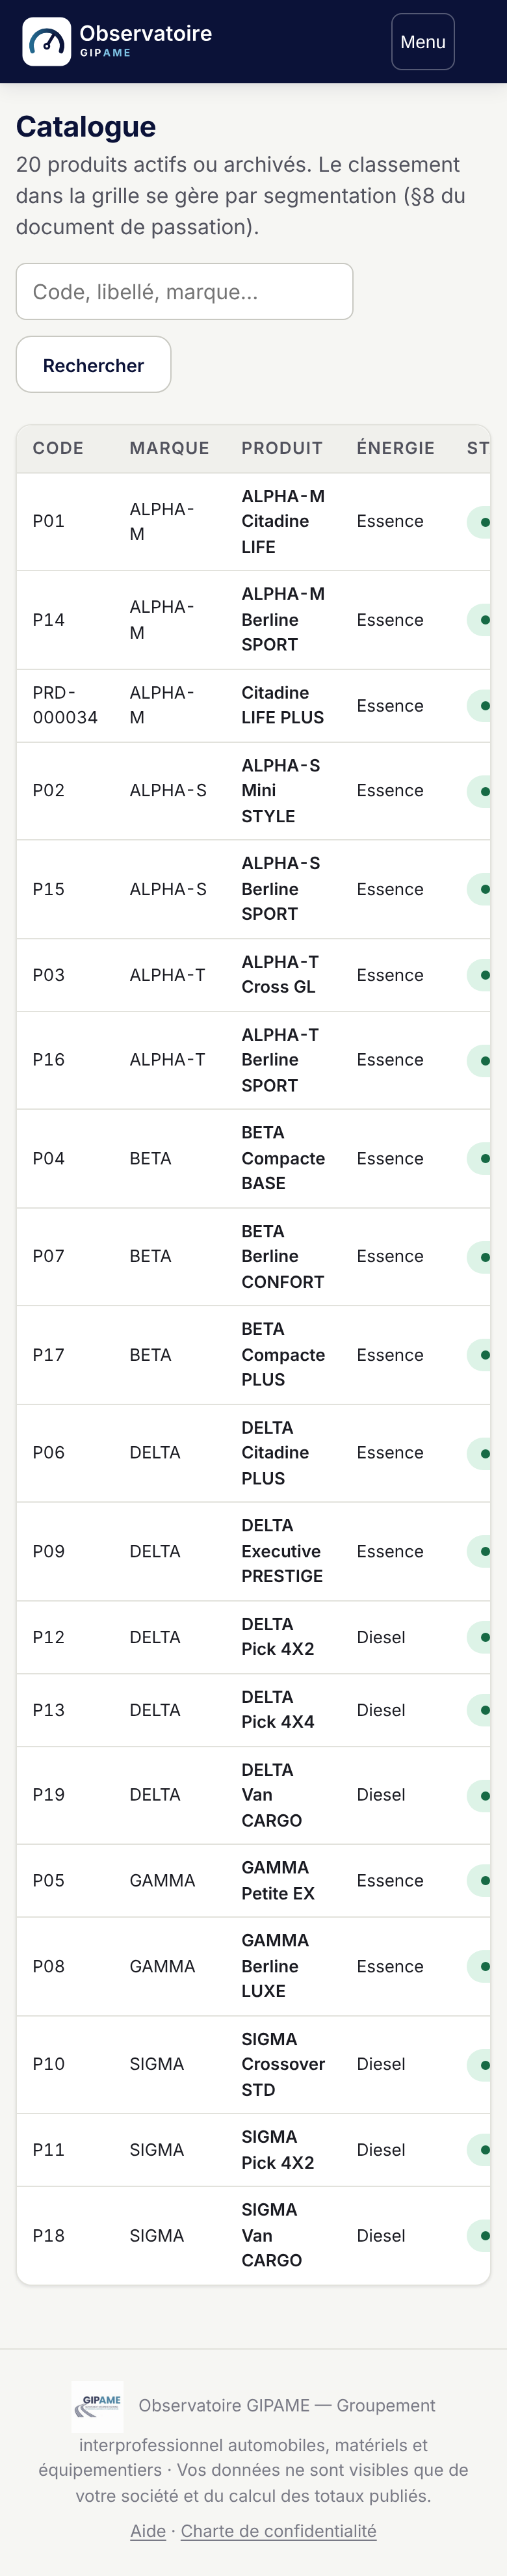 Observatoire
GIPAME
Menu
Catalogue
20 produits actifs ou archivés. Le classement
dans la grille se gère par segmentation (§8 du
document de passation).
Code, libellé, marque...
Rechercher
CODE MARQUE PRODUIT ÉNERGIE ST
P01 ALPHA-M ALPHA-M Citadine LIFE Essence
P14 ALPHA-M ALPHA-M Berline SPORT Essence
PRD-000034 ALPHA-M Citadine LIFE PLUS Essence
P02 ALPHA-S ALPHA-S Mini STYLE Essence
P15 ALPHA-S ALPHA-S Berline SPORT Essence
P03 ALPHA-T ALPHA-T Cross GL Essence
P16 ALPHA-T ALPHA-T Berline SPORT Essence
P04 BETA BETA Compacte BASE Essence
P07 BETA BETA Berline CONFORT Essence
P17 BETA BETA Compacte PLUS Essence
P06 DELTA DELTA Citadine PLUS Essence
P09 DELTA DELTA Executive PRESTIGE Essence
P12 DELTA DELTA Pick 4X2 Diesel
P13 DELTA DELTA Pick 4X4 Diesel
P19 DELTA DELTA Van CARGO Diesel
P05 GAMMA GAMMA Petite EX Essence
P08 GAMMA GAMMA Berline LUXE Essence
P10 SIGMA SIGMA Crossover STD Diesel
P11 SIGMA SIGMA Pick 4X2 Diesel
P18 SIGMA SIGMA Van CARGO Diesel
GIPAME
Observatoire GIPAME — Groupement
interprofessionnel automobiles, matériels et
équipementiers · Vos données ne sont visibles que de
votre société et du calcul des totaux publiés.
Aide · Charte de confidentialité